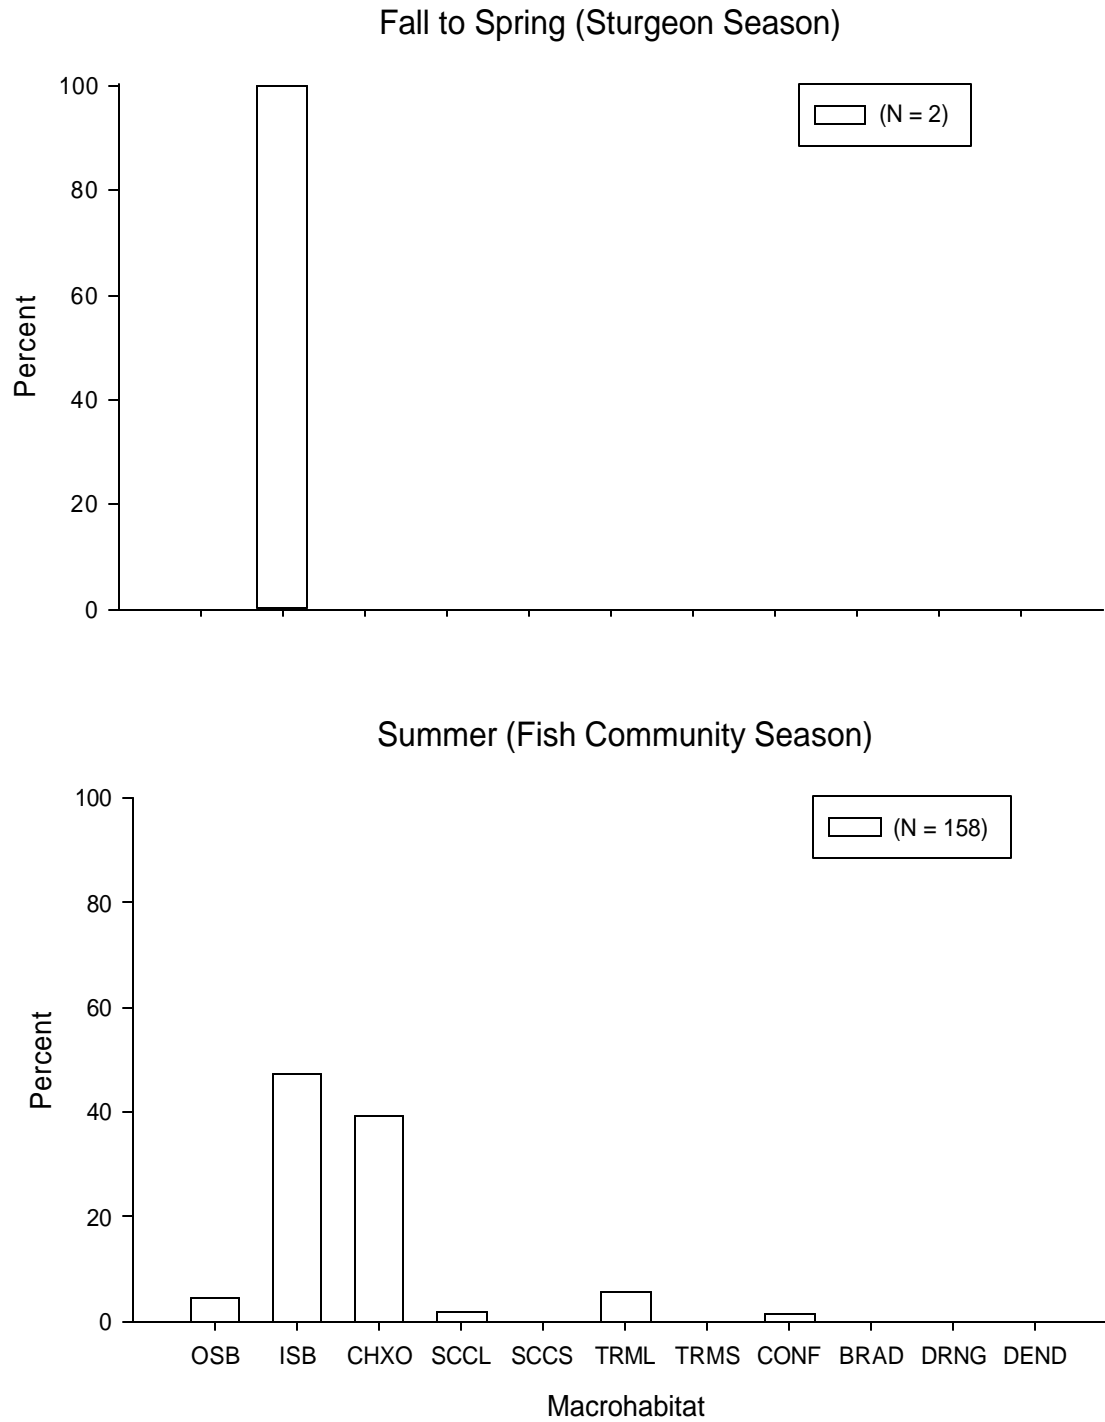 Fall to Spring (Sturgeon Season)
100
(N = 2)
80
60
Percent
40
20
0
Summer (Fish Community Season)
100
(N = 158)
80
60
Percent
40
20
0
OSB ISB CHXO SCCL SCCS TRML TRMS CONF BRAD DRNG DEND
Macrohabitat